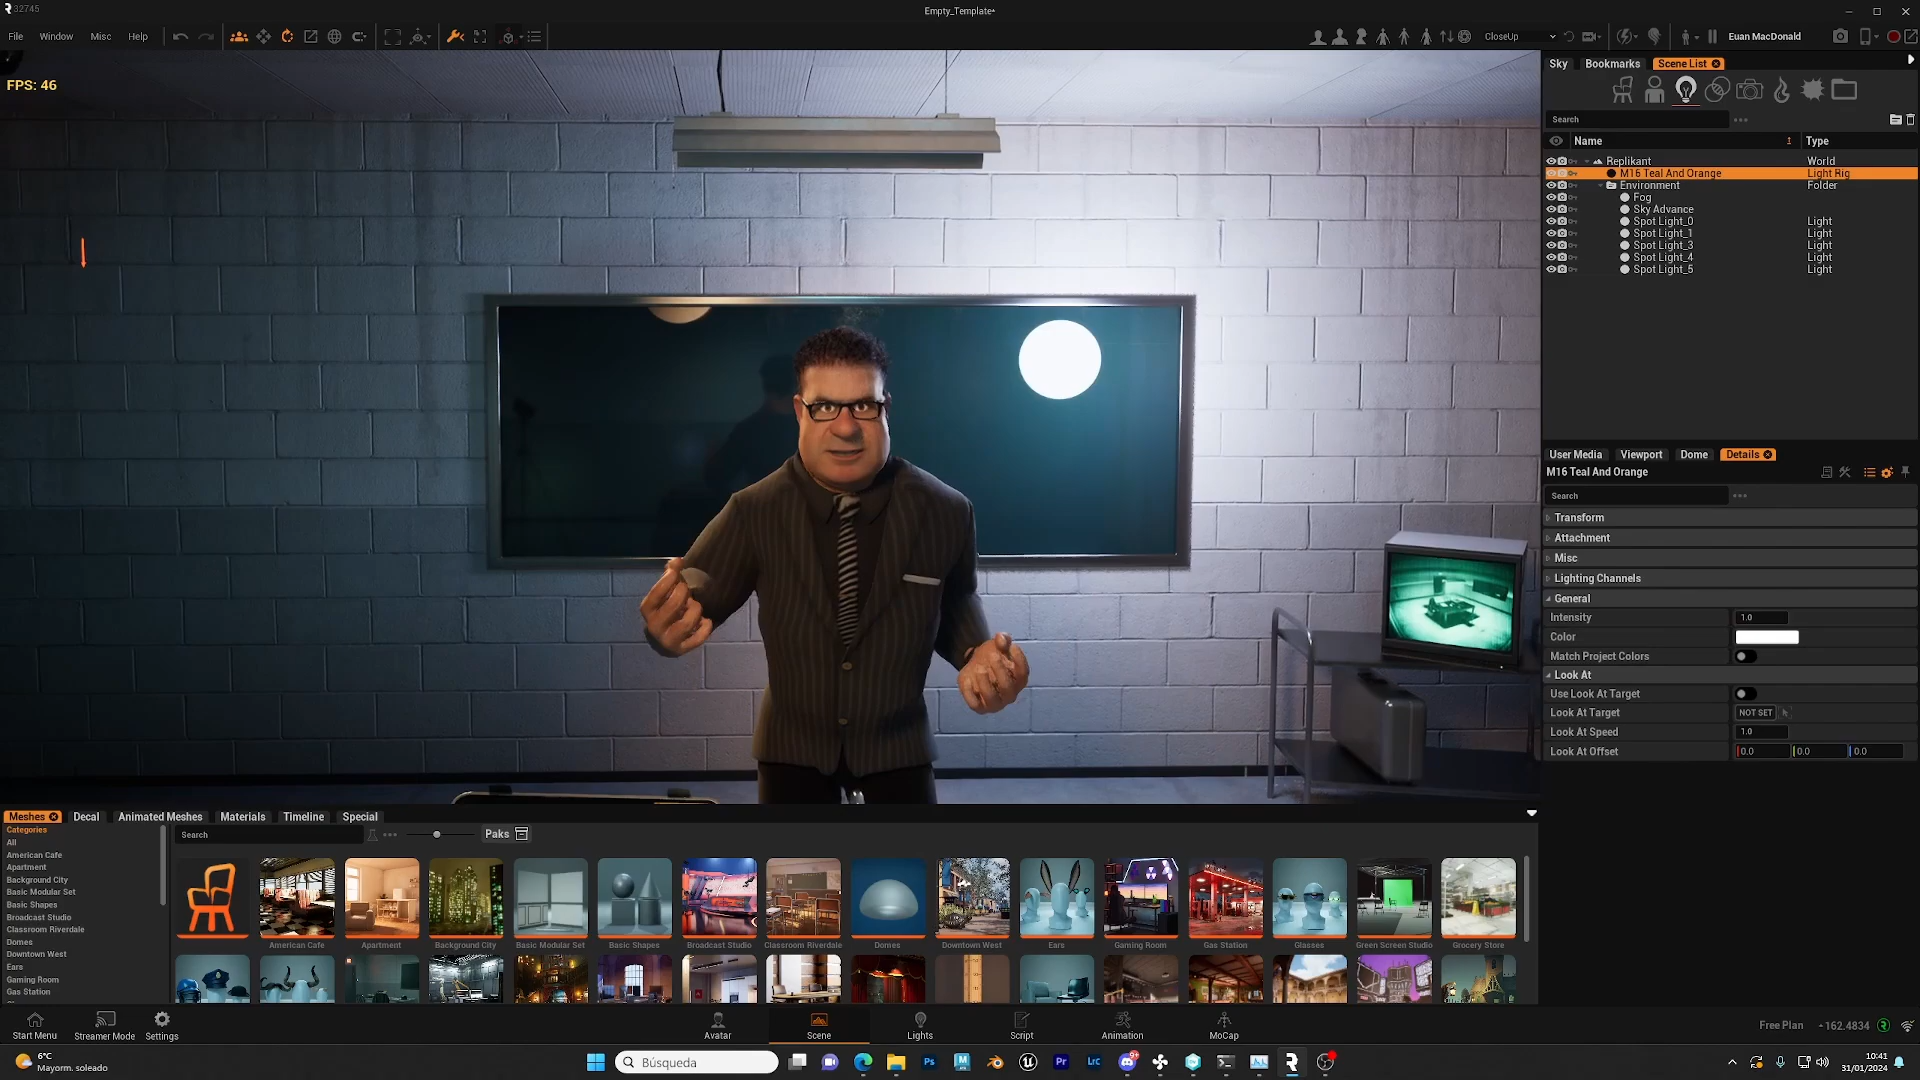 32745
Empty_Template*
File Window Misc Help
CloseUp
Euan MacDonald
FPS: 46
Sky Bookmarks Scene List
Search
Name Type
Replikant World
M16 Teal And Orange Light Rig
Environment Folder
Fog
Sky Advance
Spot Light_0 Light
Spot Light_1 Light
Spot Light_3 Light
Spot Light_4 Light
Spot Light_5 Light
User Media Viewport Dome Details
M16 Teal And Orange
Search
Transform
Attachment
Misc
Lighting Channels
General
Intensity 1.0
Color
Match Project Colors
Look At
Use Look At Target
Look At Target NOT SET
Look At Speed 1.0
Look At Offset 0.0 0.0 0.0
Meshes Decal Animated Meshes Materials Timeline Special
Search Paks
Categories
All
American Cafe
Apartment
Background City
Basic Modular Set
Basic Shapes
Broadcast Studio
Classroom Riverdale
Domes
Downtown West
Ears
Gaming Room
Gas Station
American Cafe Apartment Background City Basic Modular Set Basic Shapes Broadcast Studio Classroom Riverdale Domes Downtown West Ears Gaming Room Gas Station Glasses Green Screen Studio Grocery Store
Start Menu Streamer Mode Settings Avatar Scene Lights Script Animation MoCap
Free Plan 162.4834
6°C
Mayorm. soleado
Búsqueda
10:41
31/01/2024